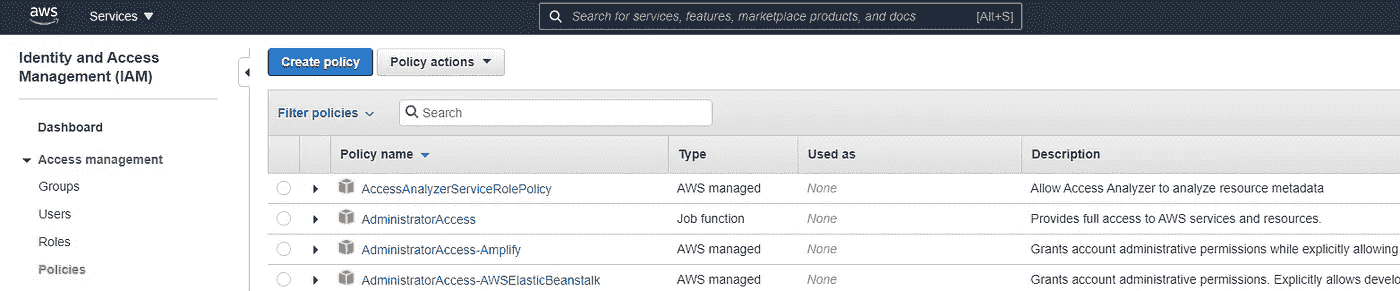 aws Services ▼ Search for services, features, marketplace products, and docs [Alt+S]
Identity and Access
Management (IAM)
Create policy Policy actions
Filter policies Search
Dashboard
Policy name Type Used as Description
Access management
Groups
AccessAnalyzerServiceRolePolicy AWS managed None Allow Access Analyzer to analyze resource metadata
Users
AdministratorAccess Job function None Provides full access to AWS services and resources.
Roles
AdministratorAccess-Amplify AWS managed None Grants account administrative permissions while explicitly allowing
Policies
AdministratorAccess-AWSElasticBeanstalk AWS managed None Grants account administrative permissions. Explicitly allows develo